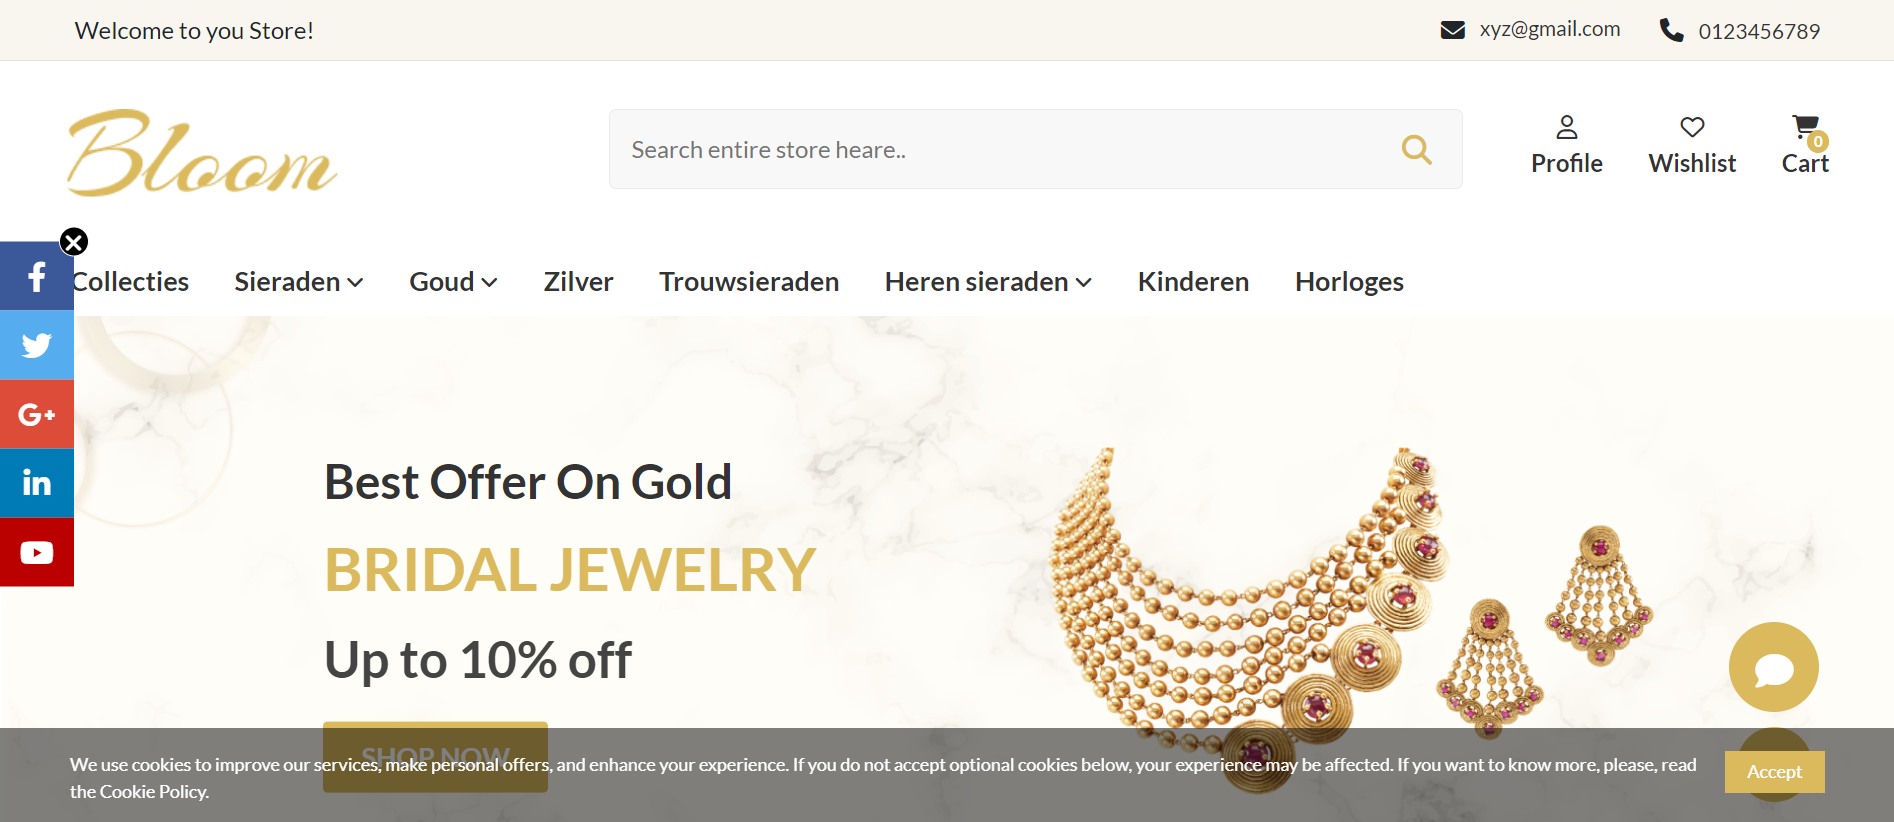 Welcome to you Store!
xyz@gmail.com
0123456789
Bloom
Search entire store heare..
Profile
Wishlist
0
Cart
Collecties
Sieraden
Goud
Zilver
Trouwsieraden
Heren sieraden
Kinderen
Horloges
f
G+
in
Best Offer On Gold
BRIDAL JEWELRY
Up to 10% off
SHOP NOW
We use cookies to improve our services, make personal offers, and enhance your experience. If you do not accept optional cookies below, your experience may be affected. If you want to know more, please, read
the Cookie Policy.
Accept